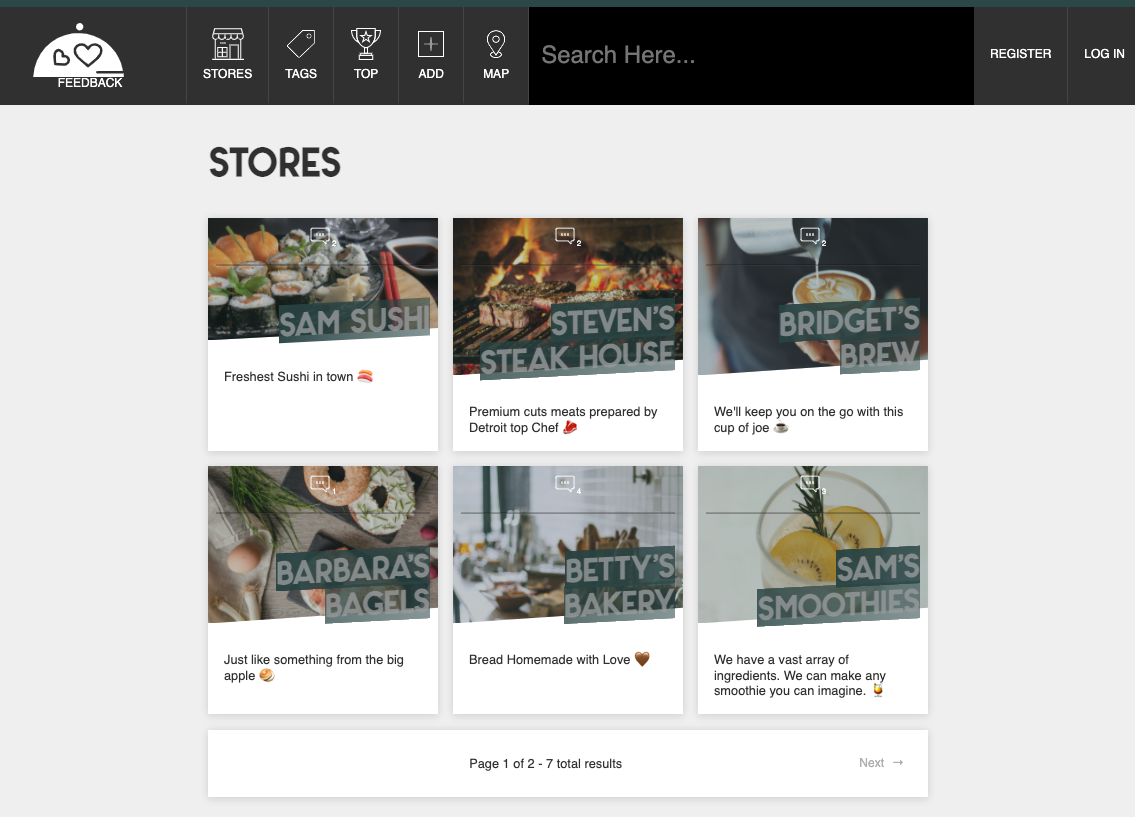 FEEDBACK
STORES
TAGS
TOP
ADD
MAP
Search Here...
REGISTER
LOG IN
STORES
2
SAM SUSHI
Freshest Sushi in town 🍣
2
STEVEN'S
STEAK HOUSE
Premium cuts meats prepared by
Detroit top Chef 🥩
2
BRIDGET'S
BREW
We'll keep you on the go with this
cup of joe ☕
1
BARBARA'S
BAGELS
Just like something from the big
apple 🥯
4
BETTY'S
BAKERY
Bread Homemade with Love 🤎
3
SAM'S
SMOOTHIES
We have a vast array of
ingredients. We can make any
smoothie you can imagine. 🍹
Page 1 of 2 - 7 total results
Next →